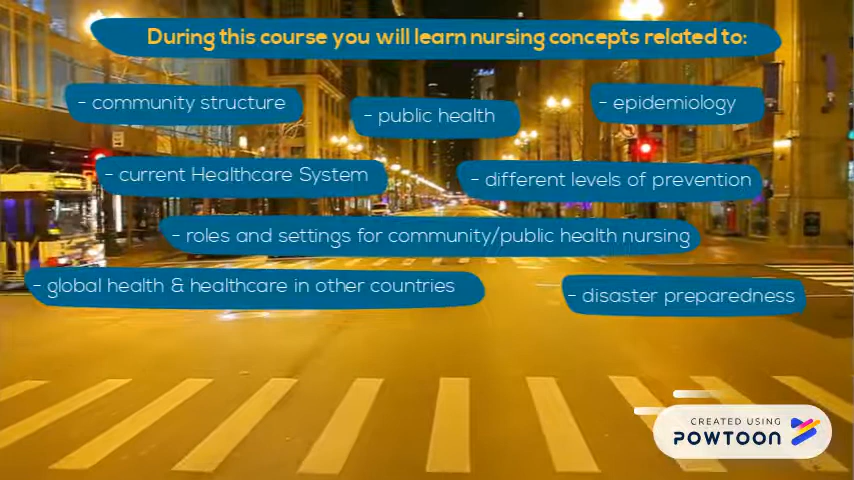 During this course you will learn nursing concepts related to:
- community structure
- public health
- epidemiology
- current Healthcare System
- different levels of prevention
- roles and settings for community/public health nursing
- global health & healthcare in other countries
- disaster preparedness
CREATED USING
POWTOON